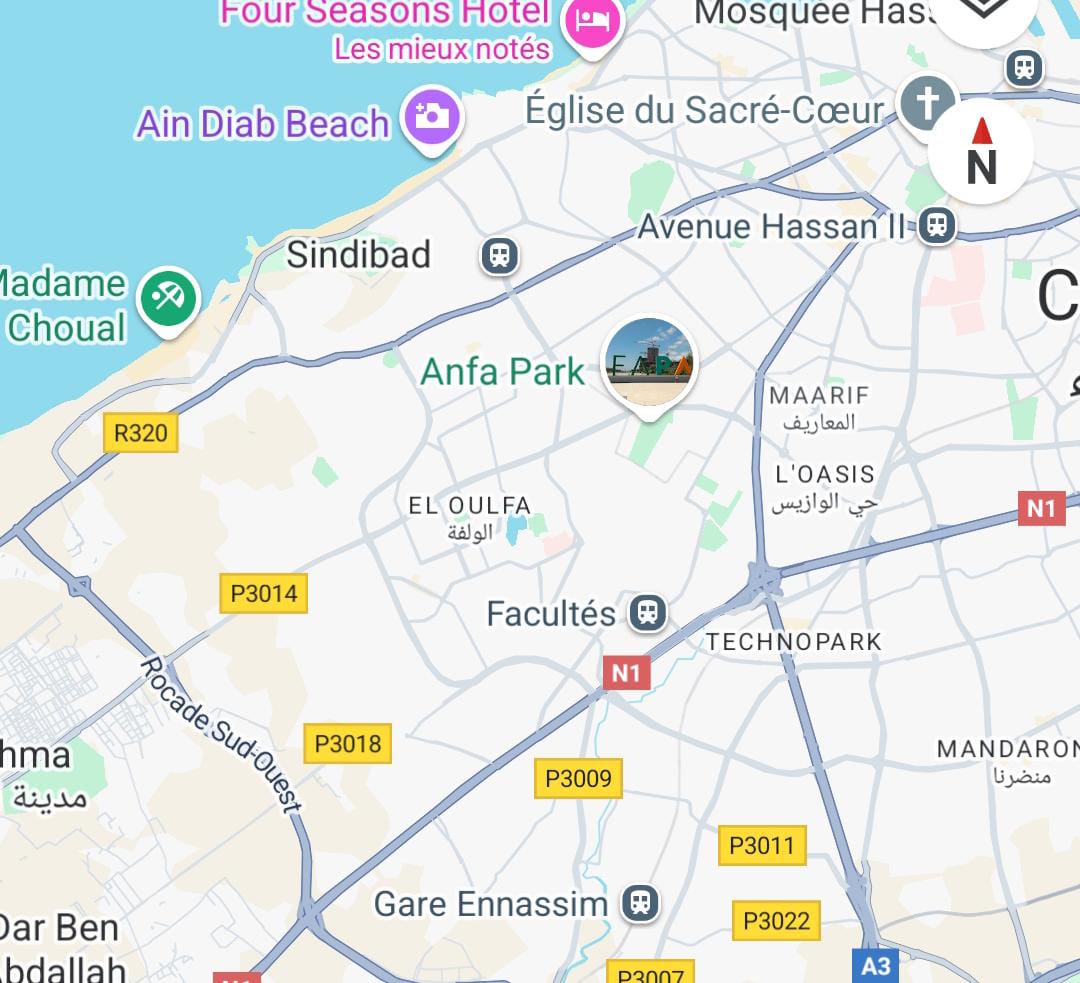 Four Seasons Hotel
Les mieux notés
Mosquée Hass
Ain Diab Beach
Église du Sacré-Cœur
N
Avenue Hassan II
Sindibad
Madame
Choual
C
Anfa Park
MAARIF
المعاريف
R320
L'OASIS
حي الوازيس
EL OULFA
الولفة
N1
P3014
Facultés
TECHNOPARK
N1
Rocade Sud-Ouest
P3018
hma
مدينة
MANDARON
منضرنا
P3009
P3011
Gare Ennassim
P3022
Dar Ben
Abdallah
A3
N1
P3007